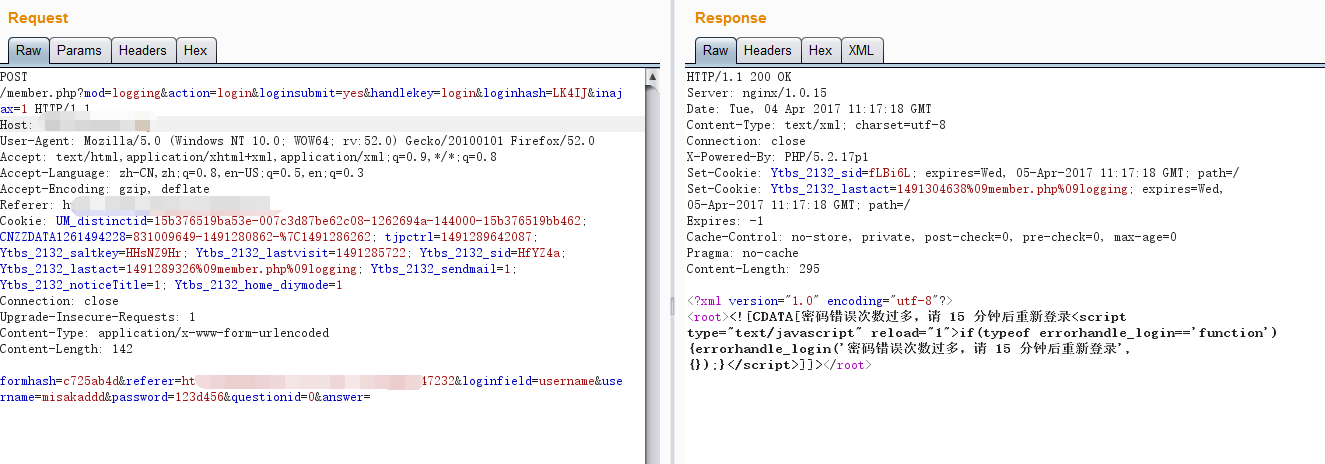 Request
Raw Params Headers Hex
POST
/member.php?mod=logging&action=login&loginsubmit=yes&handlekey=login&loginhash=LK4IJ&inaj
ax=1 HTTP/1.1
Host:
User-Agent: Mozilla/5.0 (Windows NT 10.0; WOW64; rv:52.0) Gecko/20100101 Firefox/52.0
Accept: text/html,application/xhtml+xml,application/xml;q=0.9,*/*;q=0.8
Accept-Language: zh-CN,zh;q=0.8,en-US;q=0.5,en;q=0.3
Accept-Encoding: gzip, deflate
Referer: h
Cookie: UM_distinctid=15b376519ba53e-007c3d87be62c08-1262694a-144000-15b376519bb462;
CNZZDATA1261494228=831009649-1491280862-%7C1491286262; tjpctrl=1491289642087;
Ytbs_2132_saltkey=HHsNZ9Hr; Ytbs_2132_lastvisit=1491285722; Ytbs_2132_sid=HfYZ4a;
Ytbs_2132_lastact=1491289326%09member.php%09logging; Ytbs_2132_sendmail=1;
Ytbs_2132_noticeTitle=1; Ytbs_2132_home_diymode=1
Connection: close
Upgrade-Insecure-Requests: 1
Content-Type: application/x-www-form-urlencoded
Content-Length: 142
formhash=c725ab4d&referer=ht 47232&loginfield=username&use
rname=misakaddd&password=123d456&questionid=0&answer=
Response
Raw Headers Hex XML
HTTP/1.1 200 OK
Server: nginx/1.0.15
Date: Tue, 04 Apr 2017 11:17:18 GMT
Content-Type: text/xml; charset=utf-8
Connection: close
X-Powered-By: PHP/5.2.17p1
Set-Cookie: Ytbs_2132_sid=fLBi6L; expires=Wed, 05-Apr-2017 11:17:18 GMT; path=/
Set-Cookie: Ytbs_2132_lastact=1491304638%09member.php%09logging; expires=Wed,
05-Apr-2017 11:17:18 GMT; path=/
Expires: -1
Cache-Control: no-store, private, post-check=0, pre-check=0, max-age=0
Pragma: no-cache
Content-Length: 295
<?xml version="1.0" encoding="utf-8"?>
<root><![CDATA[密码错误次数过多，请 15 分钟后重新登录<script
type="text/javascript" reload="1">if(typeof errorhandle_login=='function')
{errorhandle_login('密码错误次数过多，请 15 分钟后重新登录',
{});}</script>]]></root>